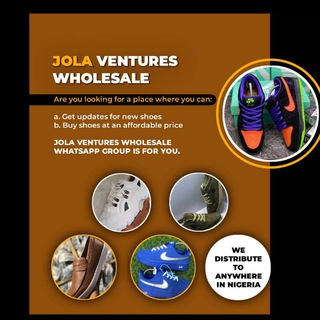 JOLA VENTURES
WHOLESALE
Are you looking for a place where you can:
a. Get updates for new shoes
b. Buy shoes at an affordable price
JOLA VENTURES WHOLESALE
WHATSAPP GROUP IS FOR YOU.
WE
DISTRIBUTE
TO
ANYWHERE
IN NIGERIA